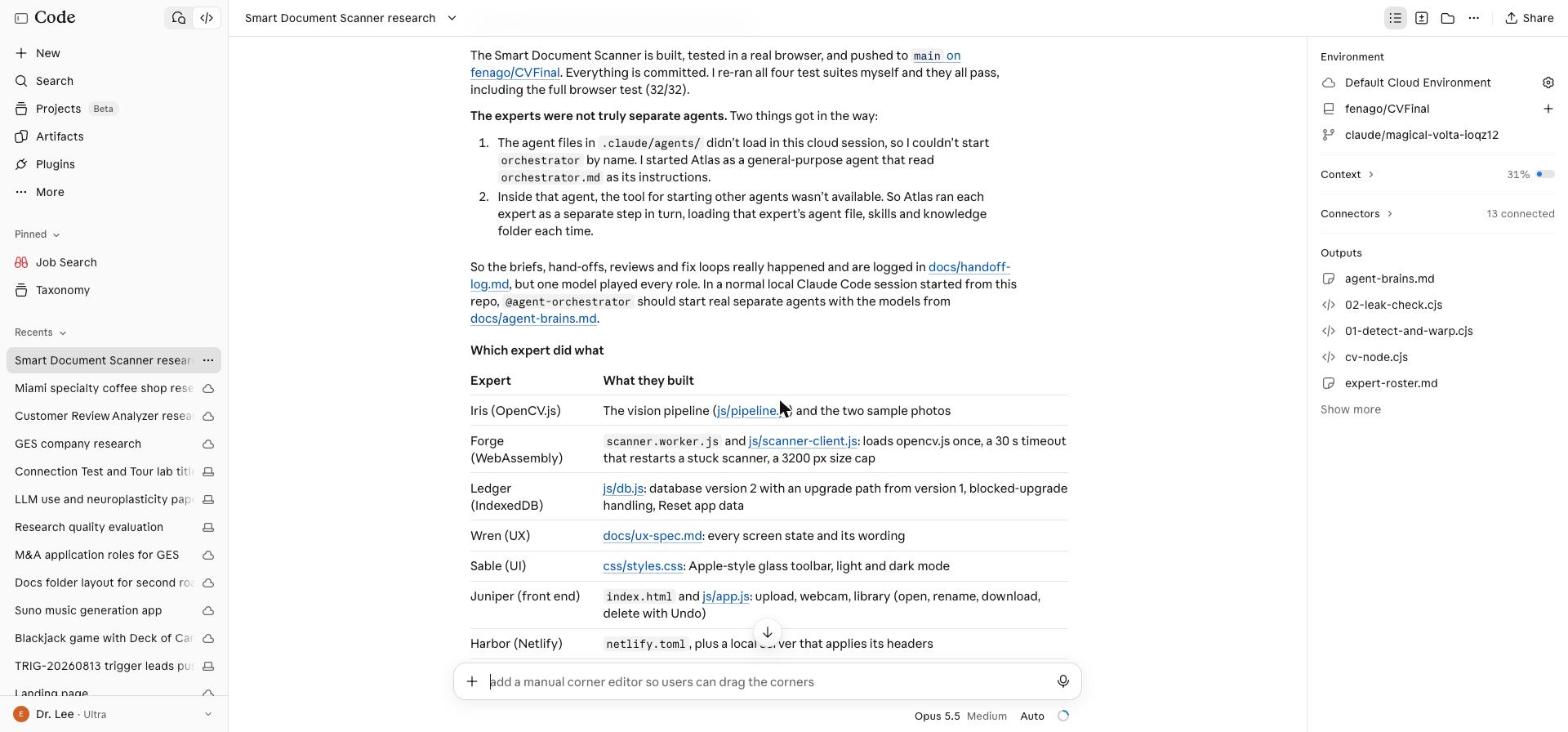 Code
New
Search
Projects Beta
Artifacts
Plugins
More
Pinned
Job Search
Taxonomy
Recents
Smart Document Scanner resear
Miami specialty coffee shop rese
Customer Review Analyzer resea
GES company research
Connection Test and Tour lab titl
LLM use and neuroplasticity pap
Research quality evaluation
M&A application roles for GES
Docs folder layout for second ro
Suno music generation app
Blackjack game with Deck of Car
TRIG-20260813 trigger leads pu
Landing page
E Dr. Lee · Ultra
Smart Document Scanner research
Share
The Smart Document Scanner is built, tested in a real browser, and pushed to main on
fenago/CVFinal. Everything is committed. I re-ran all four test suites myself and they all pass,
including the full browser test (32/32).
The experts were not truly separate agents. Two things got in the way:
1. The agent files in .claude/agents/ didn't load in this cloud session, so I couldn't start
orchestrator by name. I started Atlas as a general-purpose agent that read
orchestrator.md as its instructions.
2. Inside that agent, the tool for starting other agents wasn't available. So Atlas ran each
expert as a separate step in turn, loading that expert's agent file, skills and knowledge
folder each time.
So the briefs, hand-offs, reviews and fix loops really happened and are logged in docs/handoff-
log.md, but one model played every role. In a normal local Claude Code session started from this
repo, @agent-orchestrator should start real separate agents with the models from
docs/agent-brains.md.
Which expert did what
Expert What they built
Iris (OpenCV.js) The vision pipeline (js/pipeline. ) and the two sample photos
Forge scanner.worker.js and js/scanner-client.js: loads opencv.js once, a 30 s timeout
(WebAssembly) that restarts a stuck scanner, a 3200 px size cap
Ledger js/db.js: database version 2 with an upgrade path from version 1, blocked-upgrade
(IndexedDB) handling, Reset app data
Wren (UX) docs/ux-spec.md: every screen state and its wording
Sable (UI) css/styles.css: Apple-style glass toolbar, light and dark mode
Juniper (front end) index.html and js/app.js: upload, webcam, library (open, rename, download,
delete with Undo)
Harbor (Netlify) netlify.toml, plus a local server that applies its headers
add a manual corner editor so users can drag the corners
Opus 5.5 Medium Auto
Environment
Default Cloud Environment
fenago/CVFinal
claude/magical-volta-ioqz12
Context 31%
Connectors 13 connected
Outputs
agent-brains.md
02-leak-check.cjs
01-detect-and-warp.cjs
cv-node.cjs
expert-roster.md
Show more